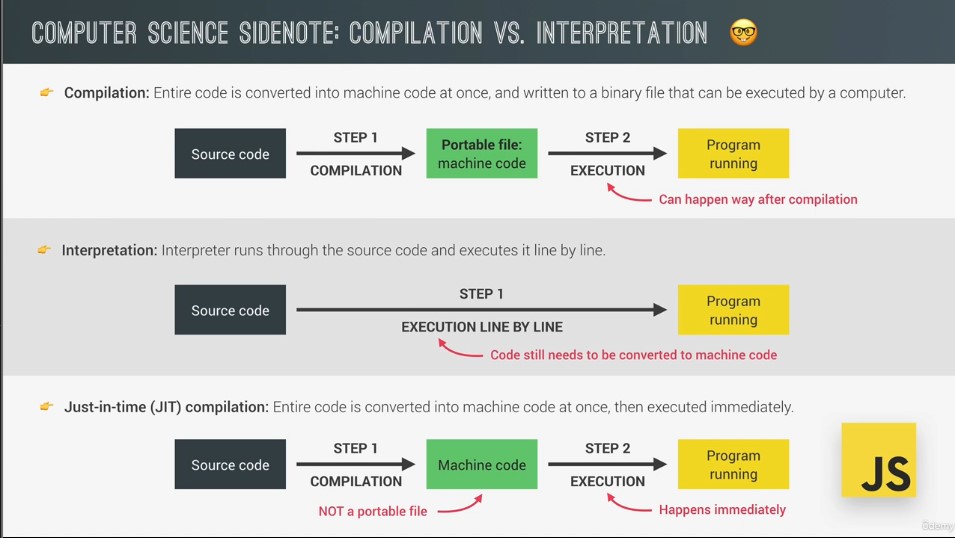 COMPUTER SCIENCE SIDENOTE: COMPILATION VS. INTERPRETATION
Compilation: Entire code is converted into machine code at once, and written to a binary file that can be executed by a computer.
Source code
STEP 1
COMPILATION
Portable file:
machine code
STEP 2
EXECUTION
Program
running
Can happen way after compilation
Interpretation: Interpreter runs through the source code and executes it line by line.
Source code
STEP 1
EXECUTION LINE BY LINE
Program
running
Code still needs to be converted to machine code
Just-in-time (JIT) compilation: Entire code is converted into machine code at once, then executed immediately.
Source code
STEP 1
COMPILATION
Machine code
STEP 2
EXECUTION
Program
running
NOT a portable file
Happens immediately
JS
ûdemy